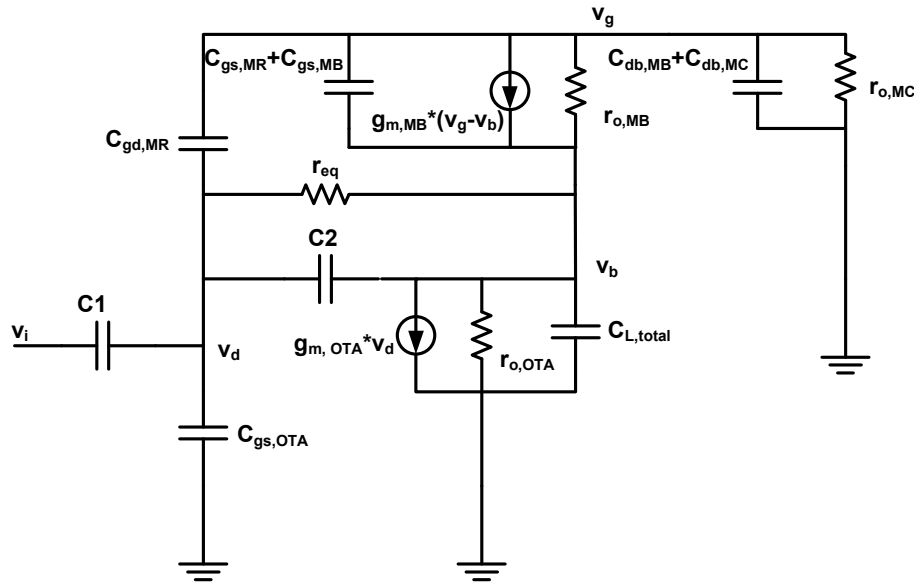 v_g
C_gs,MR+C_gs,MB
C_db,MB+C_db,MC
r_o,MC
g_m,MB*(v_g-v_b)
r_o,MB
C_gd,MR
r_eq
C2
v_b
C1
v_i
v_d
g_m, OTA*v_d
r_o,OTA
C_L,total
C_gs,OTA